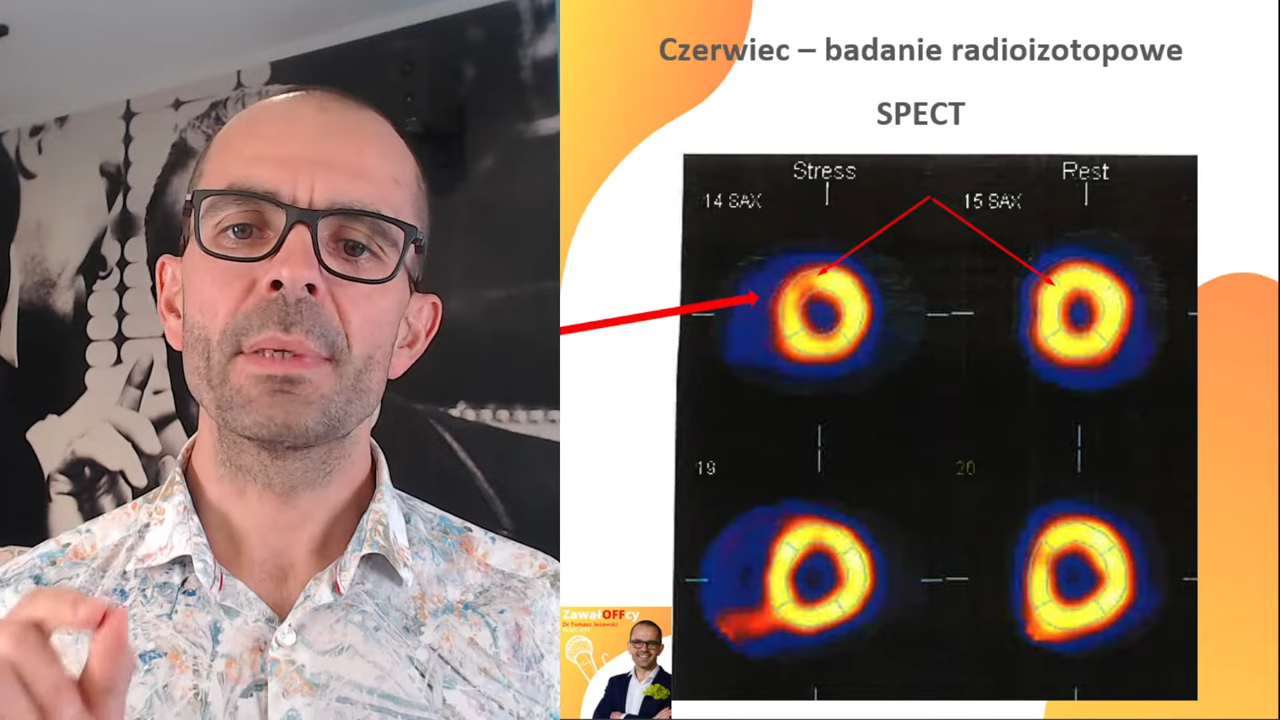 Czerwiec – badanie radioizotopowe
SPECT
Stress
Rest
14 SAX
15 SAX
19
20
ZawałOFFcy
Dr Tomasz Jeżewski